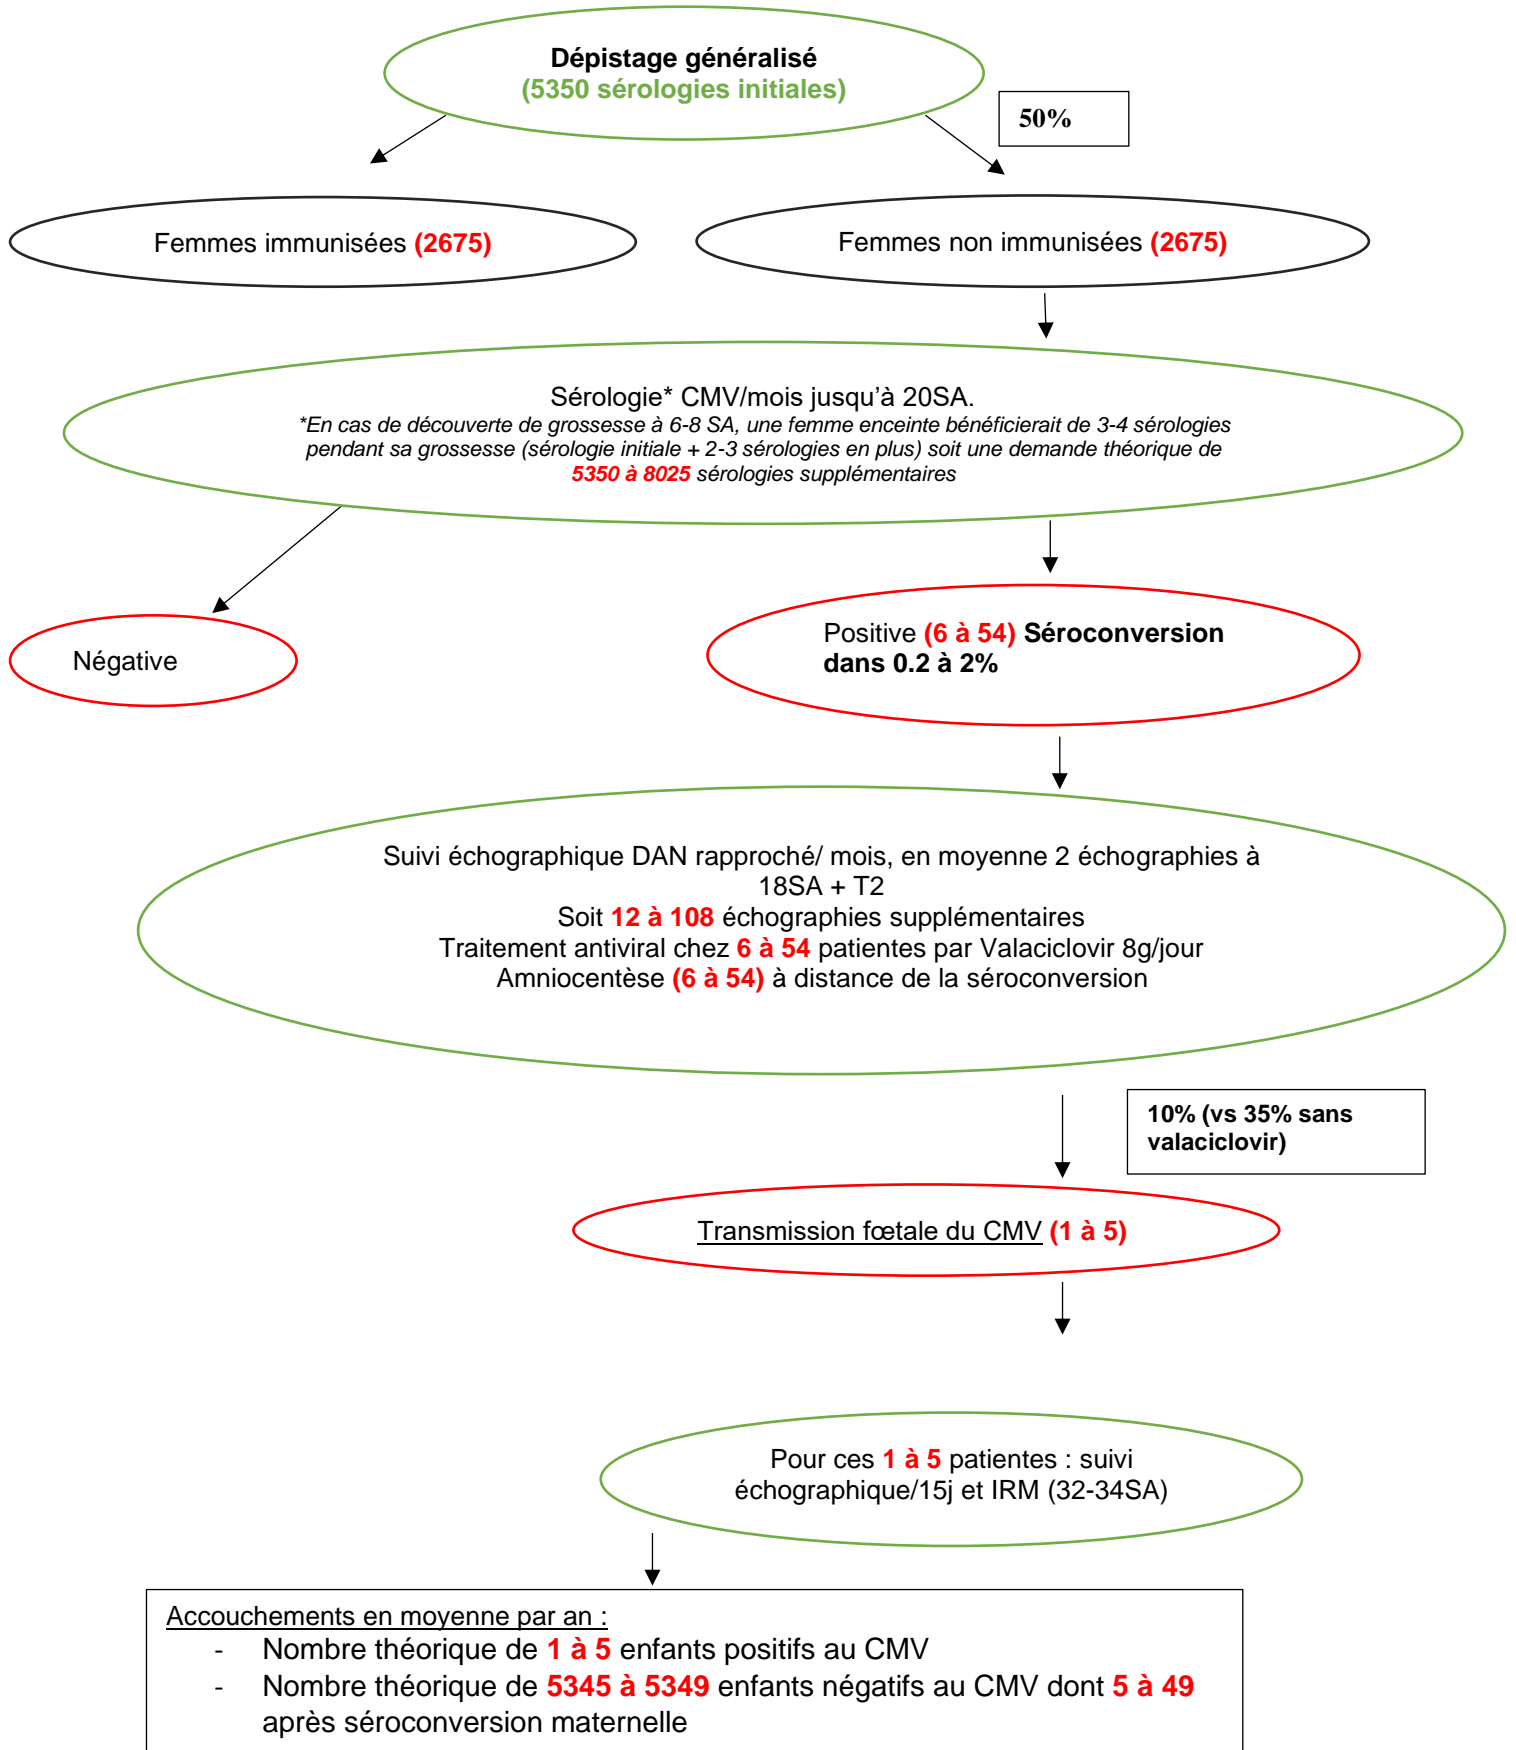 Dépistage généralisé
(5350 sérologies initiales)
50%
Femmes immunisées (2675)
Femmes non immunisées (2675)
Sérologie* CMV/mois jusqu’à 20SA.
*En cas de découverte de grossesse à 6-8 SA, une femme enceinte bénéficierait de 3-4 sérologies
pendant sa grossesse (sérologie initiale + 2-3 sérologies en plus) soit une demande théorique de
5350 à 8025 sérologies supplémentaires
Négative
Positive (6 à 54) Séroconversion
dans 0.2 à 2%
Suivi échographique DAN rapproché/ mois, en moyenne 2 échographies à
18SA + T2
Soit 12 à 108 échographies supplémentaires
Traitement antiviral chez 6 à 54 patientes par Valaciclovir 8g/jour
Amniocentèse (6 à 54) à distance de la séroconversion
10% (vs 35% sans
valaciclovir)
Transmission fœtale du CMV (1 à 5)
Pour ces 1 à 5 patientes : suivi
échographique/15j et IRM (32-34SA)
Accouchements en moyenne par an :
- Nombre théorique de 1 à 5 enfants positifs au CMV
- Nombre théorique de 5345 à 5349 enfants négatifs au CMV dont 5 à 49
après séroconversion maternelle